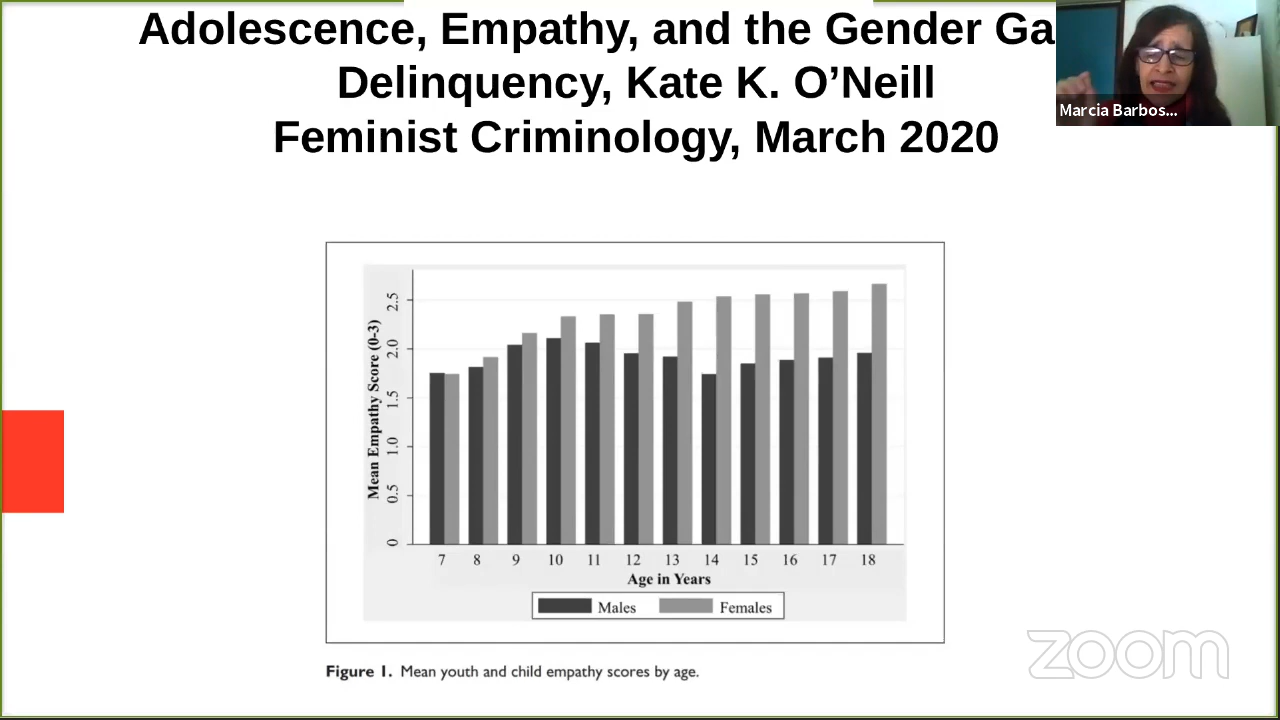 Adolescence, Empathy, and the Gender Ga
Delinquency, Kate K. O’Neill
Feminist Criminology, March 2020
Marcia Barbos...
Mean Empathy Score (0-3)
2.5
2.0
1.5
1.0
0.5
0
7 8 9 10 11 12 13 14 15 16 17 18
Age in Years
Males Females
Figure 1. Mean youth and child empathy scores by age.
zoom